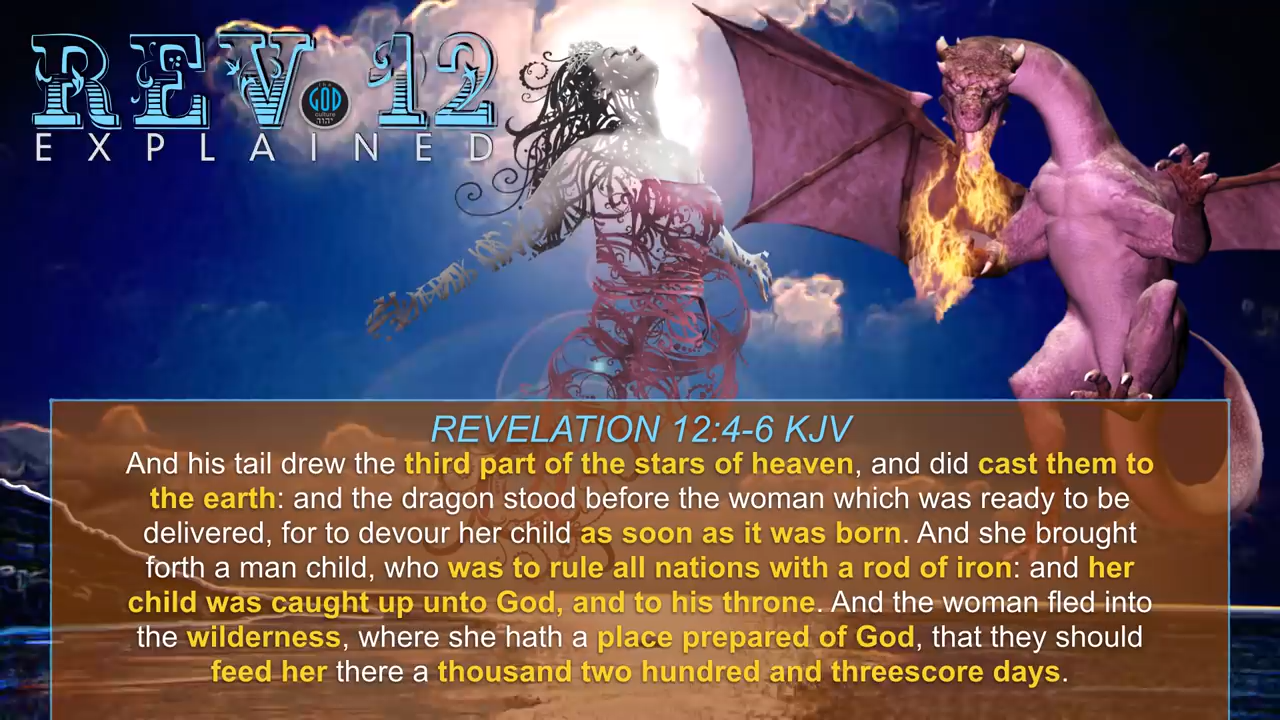 REV.12
THE
GOD
culture
יהוה
EXPLAINED
REVELATION 12:4-6 KJV
And his tail drew the third part of the stars of heaven, and did cast them to
the earth: and the dragon stood before the woman which was ready to be
delivered, for to devour her child as soon as it was born. And she brought
forth a man child, who was to rule all nations with a rod of iron: and her
child was caught up unto God, and to his throne. And the woman fled into
the wilderness, where she hath a place prepared of God, that they should
feed her there a thousand two hundred and threescore days.